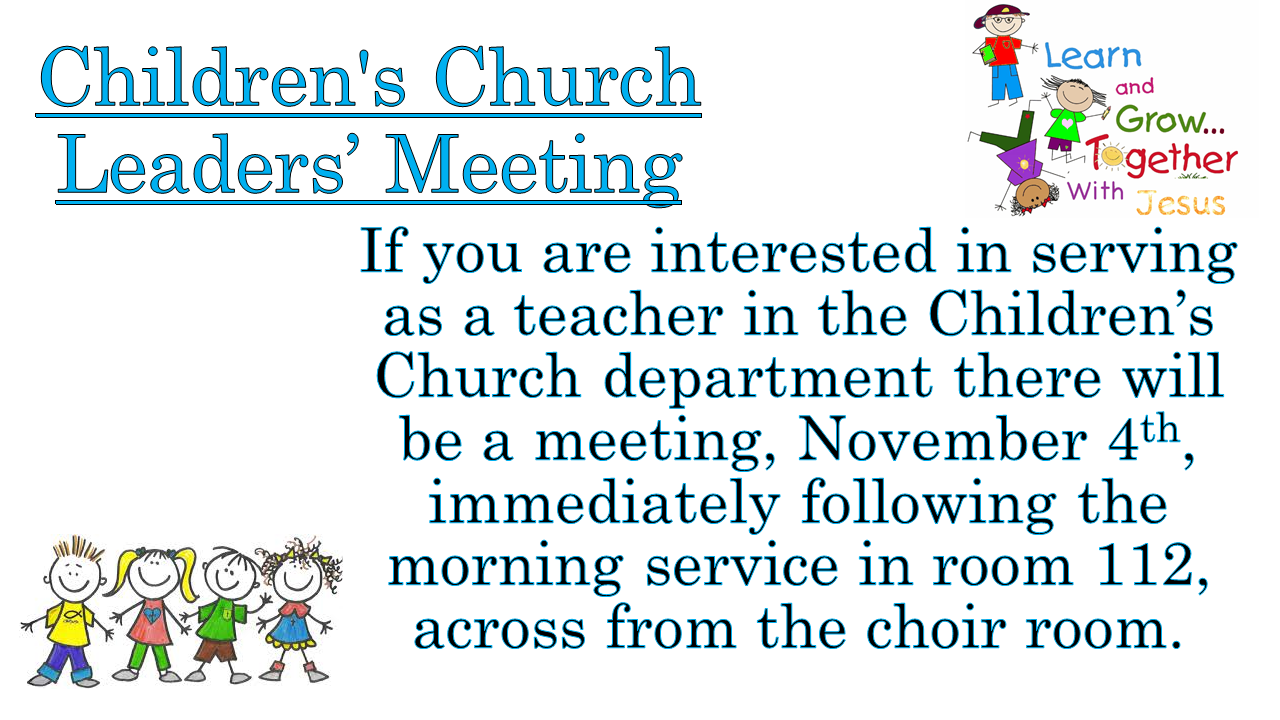 Children's Church
Leaders’ Meeting
Learn
and
Grow...
Together
With Jesus
If you are interested in serving
as a teacher in the Children’s
Church department there will
be a meeting, November 4th,
immediately following the
morning service in room 112,
across from the choir room.